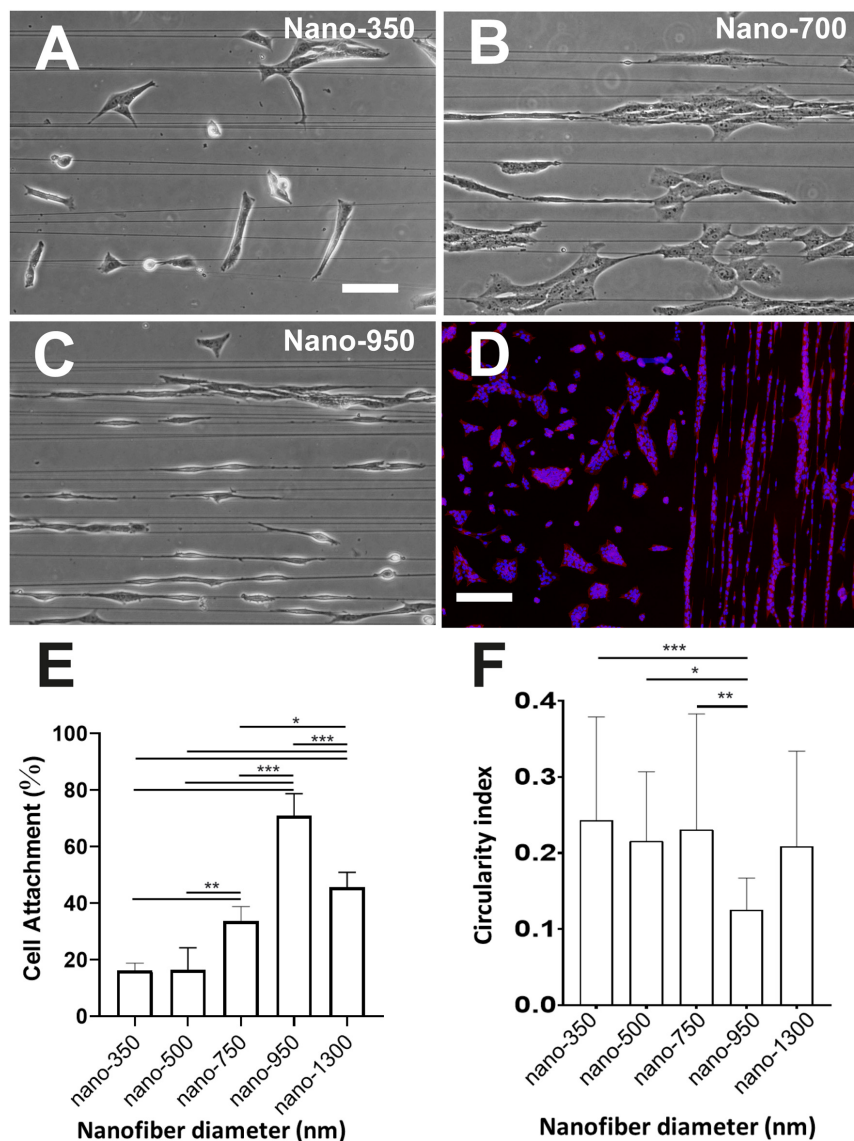 A
Nano-350
B
Nano-700
C
Nano-950
D
E
Cell Attachment (%)
100
80
60
40
20
0
*
***
***
**
nano-350
nano-500
nano-750
nano-950
nano-1300
Nanofiber diameter (nm)
F
Circularity index
0.4
0.3
0.2
0.1
0.0
***
*
**
nano-350
nano-500
nano-750
nano-950
nano-1300
Nanofiber diameter (nm)